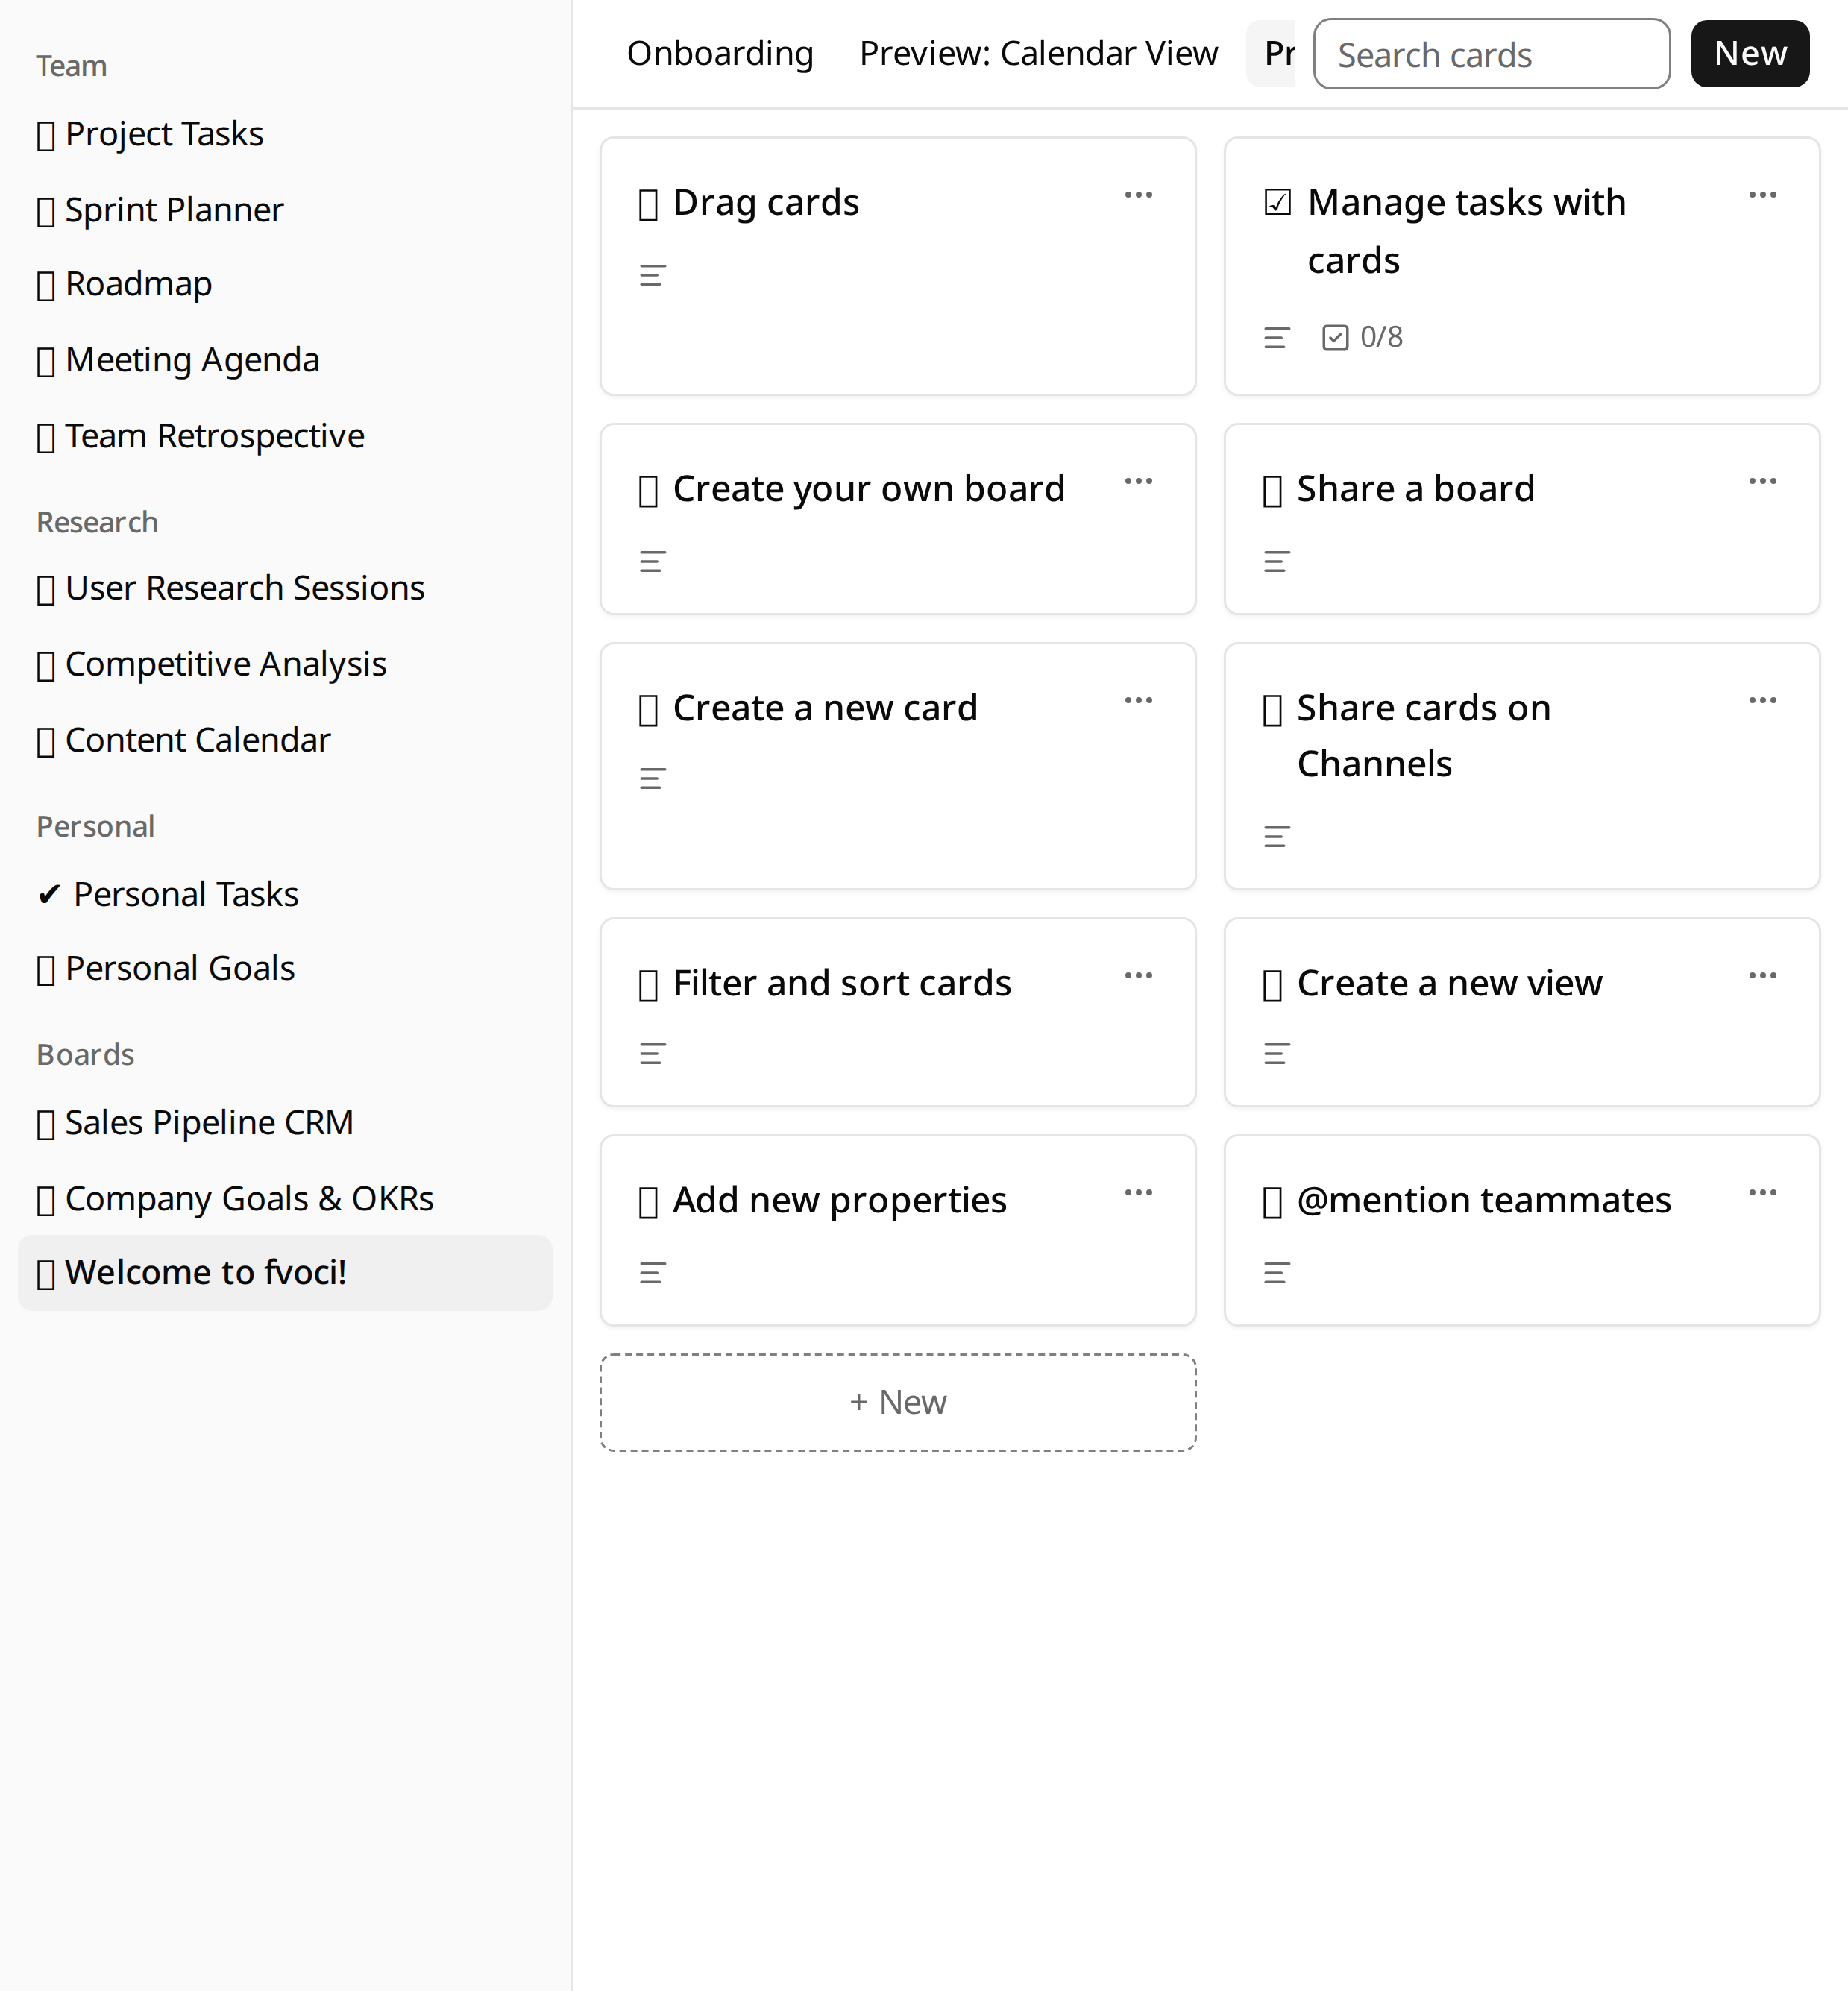 Team
Project Tasks
Sprint Planner
Roadmap
Meeting Agenda
Team Retrospective
Research
User Research Sessions
Competitive Analysis
Content Calendar
Personal
✔ Personal Tasks
Personal Goals
Boards
Sales Pipeline CRM
Company Goals & OKRs
Welcome to fvoci!
Onboarding
Preview: Calendar View
Pr
Search cards
New
Drag cards
☑ Manage tasks with
cards
0/8
Create your own board
Share a board
Create a new card
Share cards on
Channels
Filter and sort cards
Create a new view
Add new properties
@mention teammates
+ New